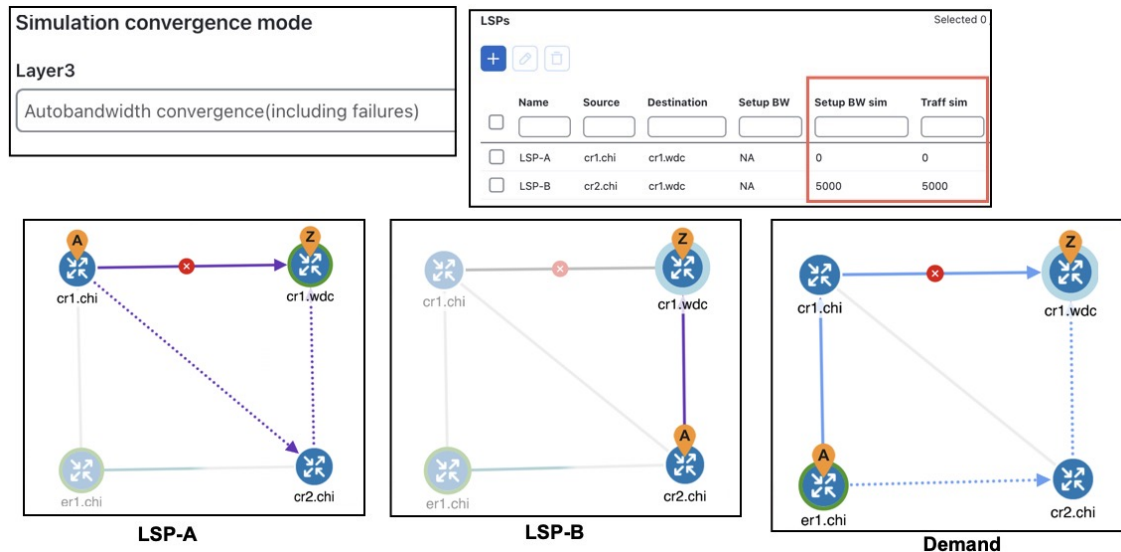 Simulation convergence mode
Layer3
Autobandwidth convergence(including failures)
LSPs
Selected 0
+
Name Source Destination Setup BW Setup BW sim Traff sim
LSP-A cr1.chi cr1.wdc NA 0 0
LSP-B cr2.chi cr1.wdc NA 5000 5000
A Z
cr1.chi cr1.wdc
er1.chi cr2.chi
LSP-A
Z
cr1.chi cr1.wdc
A
er1.chi cr2.chi
LSP-B
Z
cr1.chi cr1.wdc
A
er1.chi cr2.chi
Demand